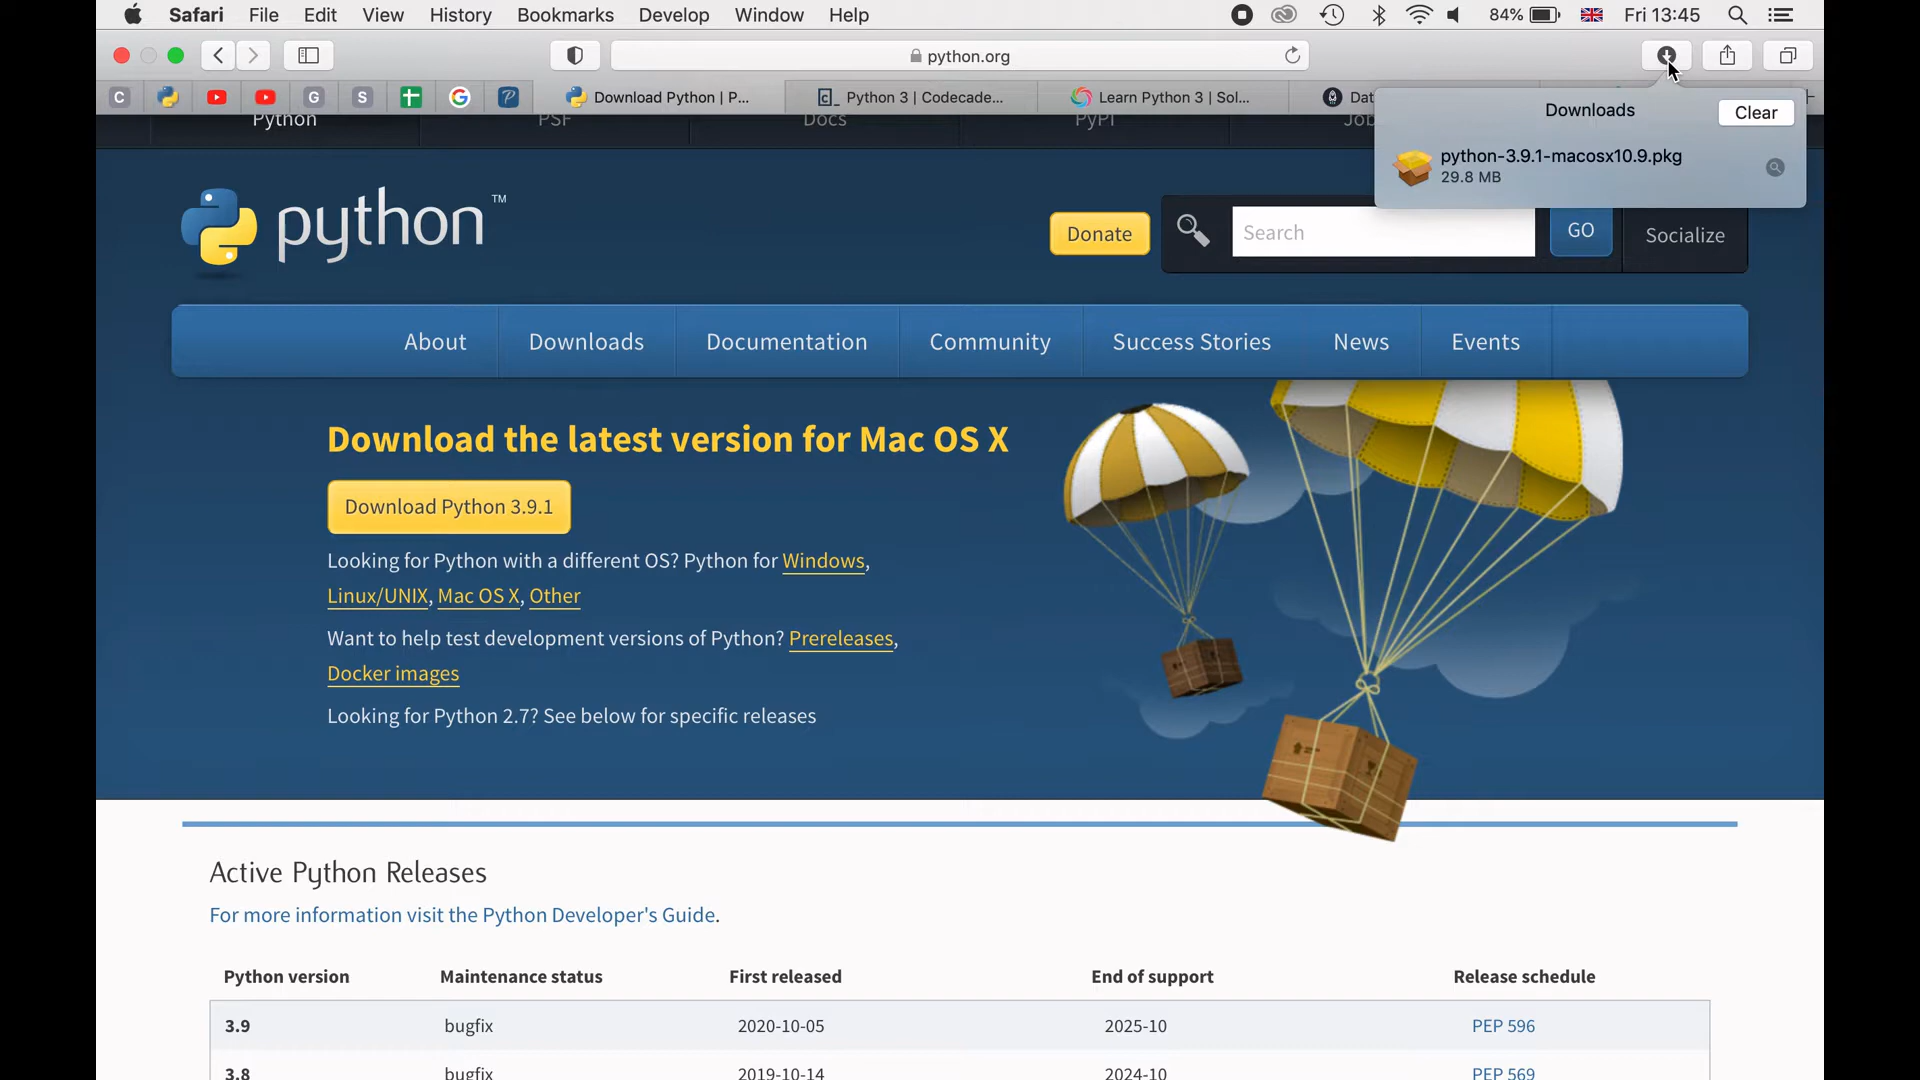 Safari File Edit View History Bookmarks Develop Window Help 84% Fri 13:45
python.org
C G S Download Python | P... Python 3 | Codecade... Learn Python 3 | Sol... Dat
Downloads Clear
python-3.9.1-macosx10.9.pkg
29.8 MB
Python PSF Docs PyPI Job
python ™
Donate Search GO Socialize
About Downloads Documentation Community Success Stories News Events
Download the latest version for Mac OS X
Download Python 3.9.1
Looking for Python with a different OS? Python for Windows,
Linux/UNIX, Mac OS X, Other
Want to help test development versions of Python? Prereleases,
Docker images
Looking for Python 2.7? See below for specific releases
Active Python Releases
For more information visit the Python Developer's Guide.
Python version Maintenance status First released End of support Release schedule
3.9 bugfix 2020-10-05 2025-10 PEP 596
3.8 bugfix 2019-10-14 2024-10 PEP 569